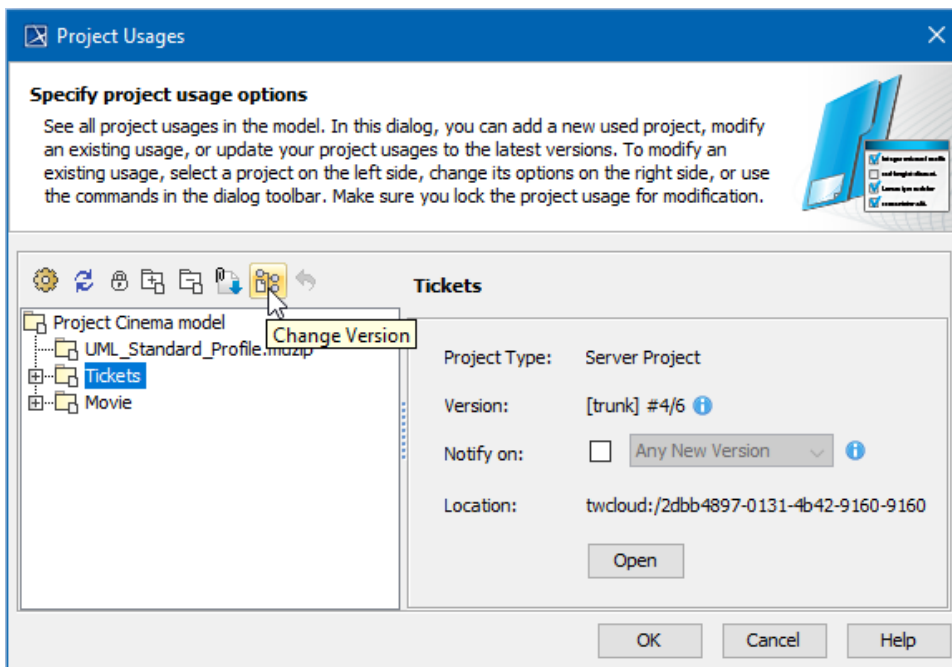 Project Usages
Specify project usage options
See all project usages in the model. In this dialog, you can add a new used project, modify
an existing usage, or update your project usages to the latest versions. To modify an
existing usage, select a project on the left side, change its options on the right side, or use
the commands in the dialog toolbar. Make sure you lock the project usage for modification.
Tickets
Project Cinema model
Change Version
UML_Standard_Profile.mdzip
Tickets
Movie
Project Type: Server Project
Version: [trunk] #4/6
Notify on: Any New Version
Location: twcloud:/2dbb4897-0131-4b42-9160-9160
Open
OK Cancel Help